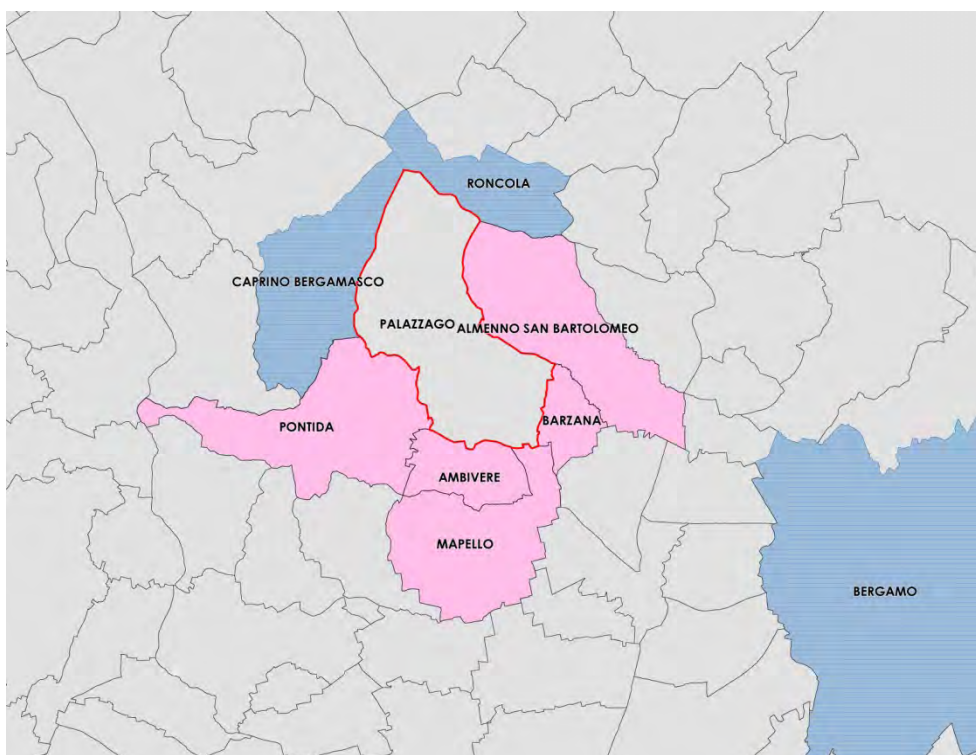 RONCOLA
CAPRINO BERGAMASCO
PALAZZAGO
ALMENNO SAN BARTOLOMEO
BARZANA
PONTIDA
AMBIVERE
MAPELLO
BERGAMO